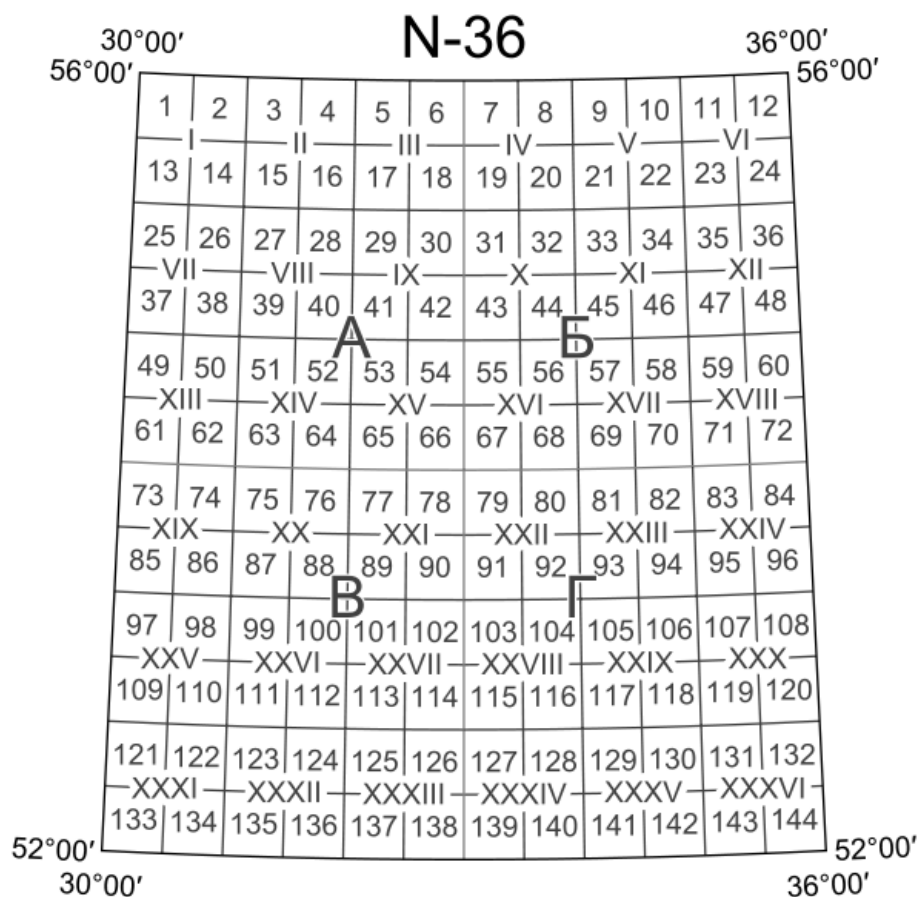 N-36
30°00′ 36°00′
56°00′ 56°00′
1 2 3 4 5 6 7 8 9 10 11 12
I II III IV V VI
13 14 15 16 17 18 19 20 21 22 23 24
25 26 27 28 29 30 31 32 33 34 35 36
VII VIII IX X XI XII
37 38 39 40 41 42 43 44 45 46 47 48
А Б
49 50 51 52 53 54 55 56 57 58 59 60
XIII XIV XV XVI XVII XVIII
61 62 63 64 65 66 67 68 69 70 71 72
73 74 75 76 77 78 79 80 81 82 83 84
XIX XX XXI XXII XXIII XXIV
85 86 87 88 89 90 91 92 93 94 95 96
В Г
97 98 99 100 101 102 103 104 105 106 107 108
XXV XXVI XXVII XXVIII XXIX XXX
109 110 111 112 113 114 115 116 117 118 119 120
121 122 123 124 125 126 127 128 129 130 131 132
XXXI XXXII XXXIII XXXIV XXXV XXXVI
133 134 135 136 137 138 139 140 141 142 143 144
52°00′ 52°00′
30°00′ 36°00′